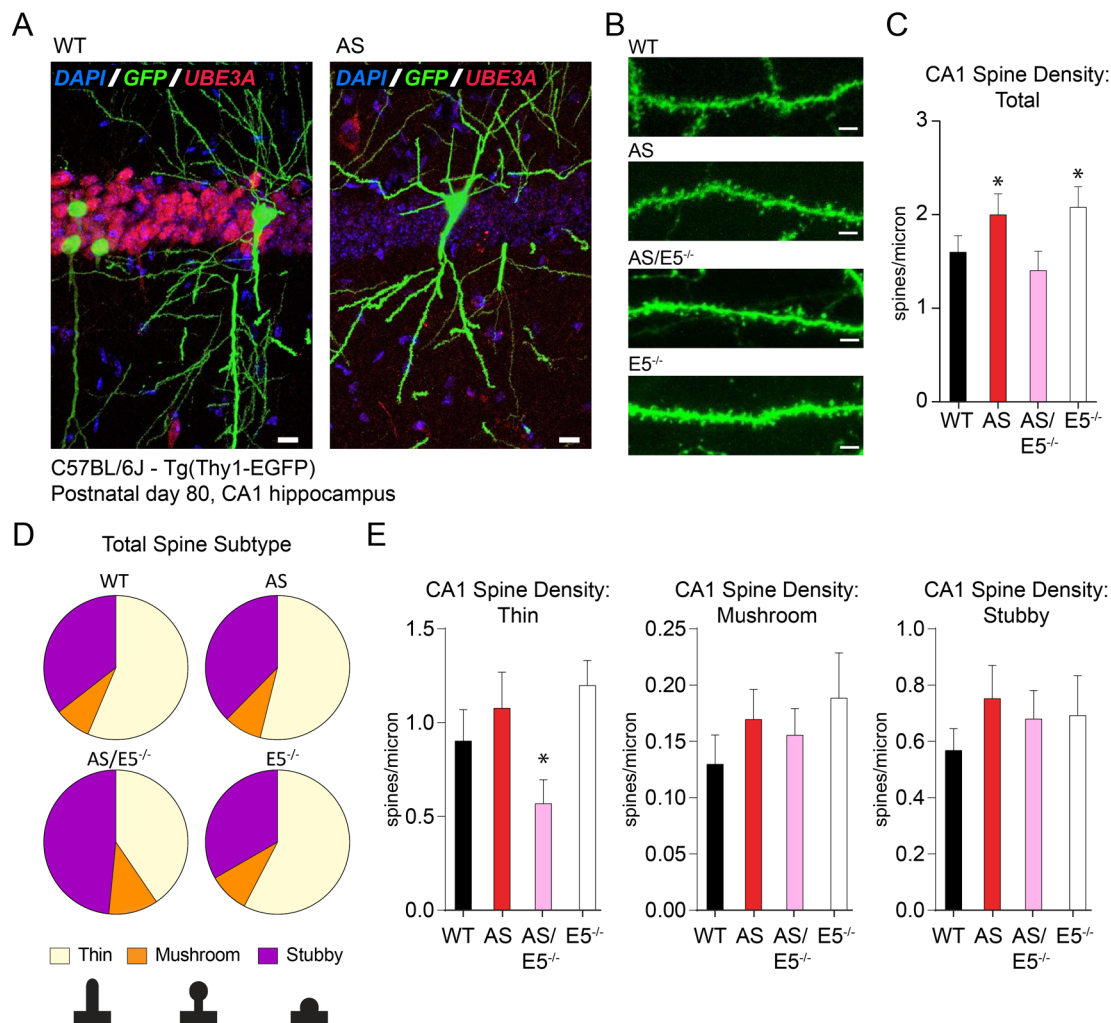 A
WT
AS
DAPI / GFP / UBE3A
DAPI / GFP / UBE3A
C57BL/6J - Tg(Thy1-EGFP)
Postnatal day 80, CA1 hippocampus
B
WT
AS
AS/E5-/-
E5-/-
C
CA1 Spine Density:
Total
spines/micron
3
2
1
0
WT AS AS/ E5-/-
E5-/-
D
Total Spine Subtype
WT
AS
AS/E5-/-
E5-/-
Thin Mushroom Stubby
E
CA1 Spine Density:
Thin
spines/micron
1.5
*
1.0
0.5
0.0
WT AS AS/ E5-/-
E5-/-
CA1 Spine Density:
Mushroom
spines/micron
0.25
0.20
0.15
0.10
0.05
0.00
WT AS AS/ E5-/-
E5-/-
CA1 Spine Density:
Stubby
spines/micron
1.0
0.8
0.6
0.4
0.2
0.0
WT AS AS/ E5-/-
E5-/-